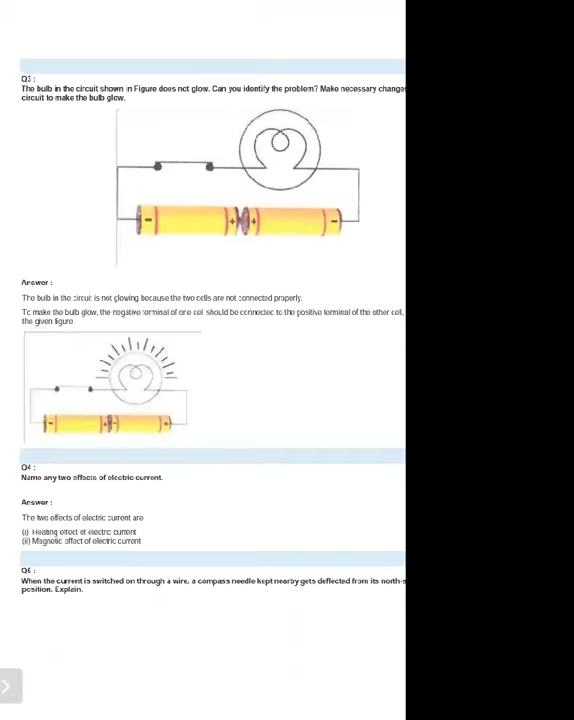 Q3 :
The bulb in the circuit shown in Figure does not glow. Can you identify the problem? Make necessary changes
circuit to make the bulb glow.
-
+
+
-
Answer :
The bulb in the circuit is not glowing because the two cells are not connected properly.
To make the bulb glow, the negative terminal of one cell should be connected to the positive terminal of the other cell,
the given figure
-
+
-
+
Q4 :
Name any two effects of electric current.
Answer :
The two effects of electric current are
(i) Heating effect of electric current
(ii) Magnetic effect of electric current
Q5 :
When the current is switched on through a wire, a compass needle kept nearby gets deflected from its north-s
position. Explain.